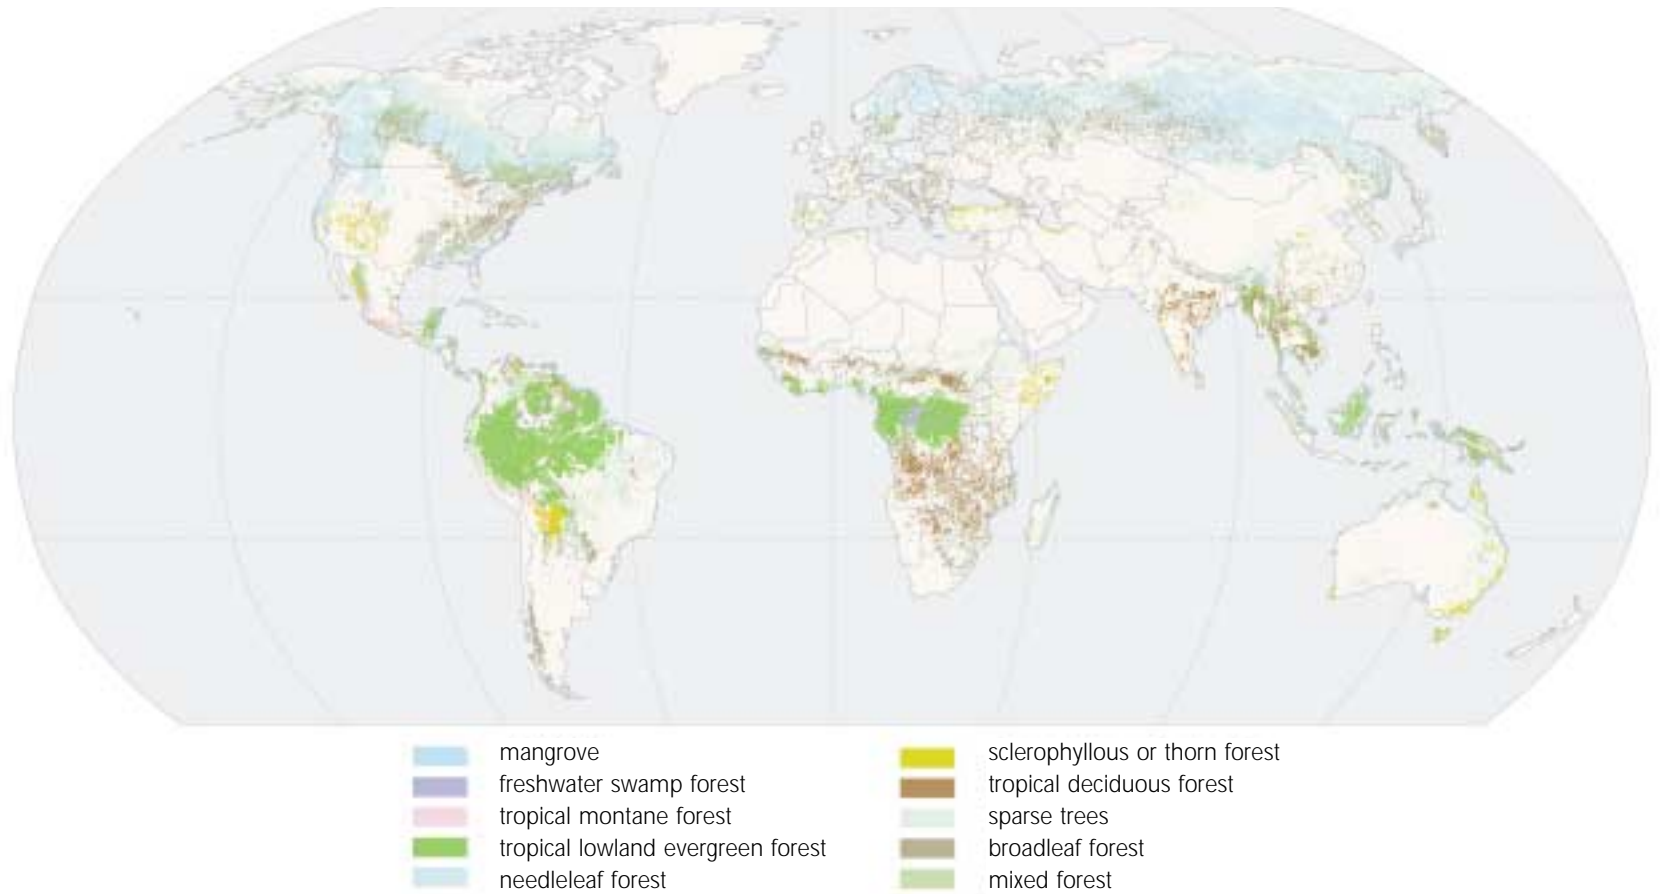 mangrove
freshwater swamp forest
tropical montane forest
tropical lowland evergreen forest
needleleaf forest
sclerophyllous or thorn forest
tropical deciduous forest
sparse trees
broadleaf forest
mixed forest